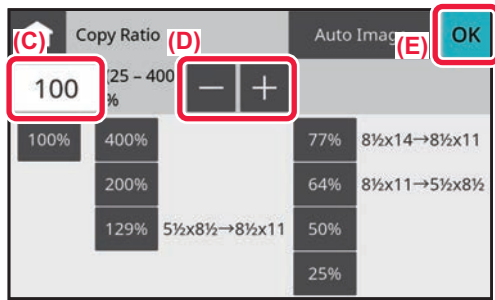 (C) Copy Ratio (D) Auto Imag (E) OK
100 (25 – 400 % − +
100% 400% 77% 8½x14→8½x11
200% 64% 8½x11→5½x8½
129% 5½x8½→8½x11 50%
25%